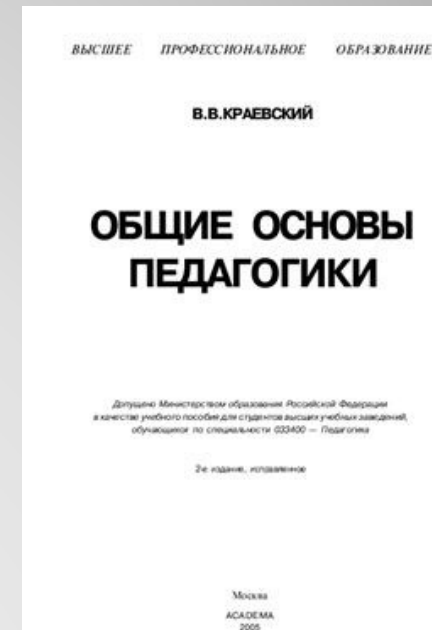 ВЫСШЕЕ ПРОФЕССИОНАЛЬНОЕ ОБРАЗОВАНИЕ
В.В.КРАЕВСКИЙ
ОБЩИЕ ОСНОВЫ
ПЕДАГОГИКИ
Допущено Министерством образования Российской Федерации
в качестве учебного пособия для студентов высших учебных заведений,
обучающихся по специальности 033400 — Педагогика
2-е издание, исправленное
Москва
ACADEMA
2005